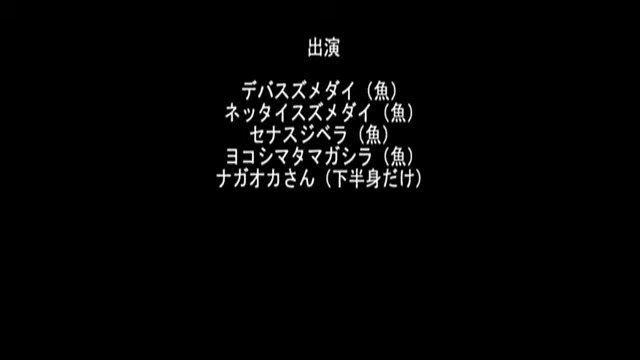 出演
デバスズメダイ（魚）
ネッタイスズメダイ（魚）
セナスジベラ（魚）
ヨコシマタマガシラ（魚）
ナガオカさん（下半身だけ）